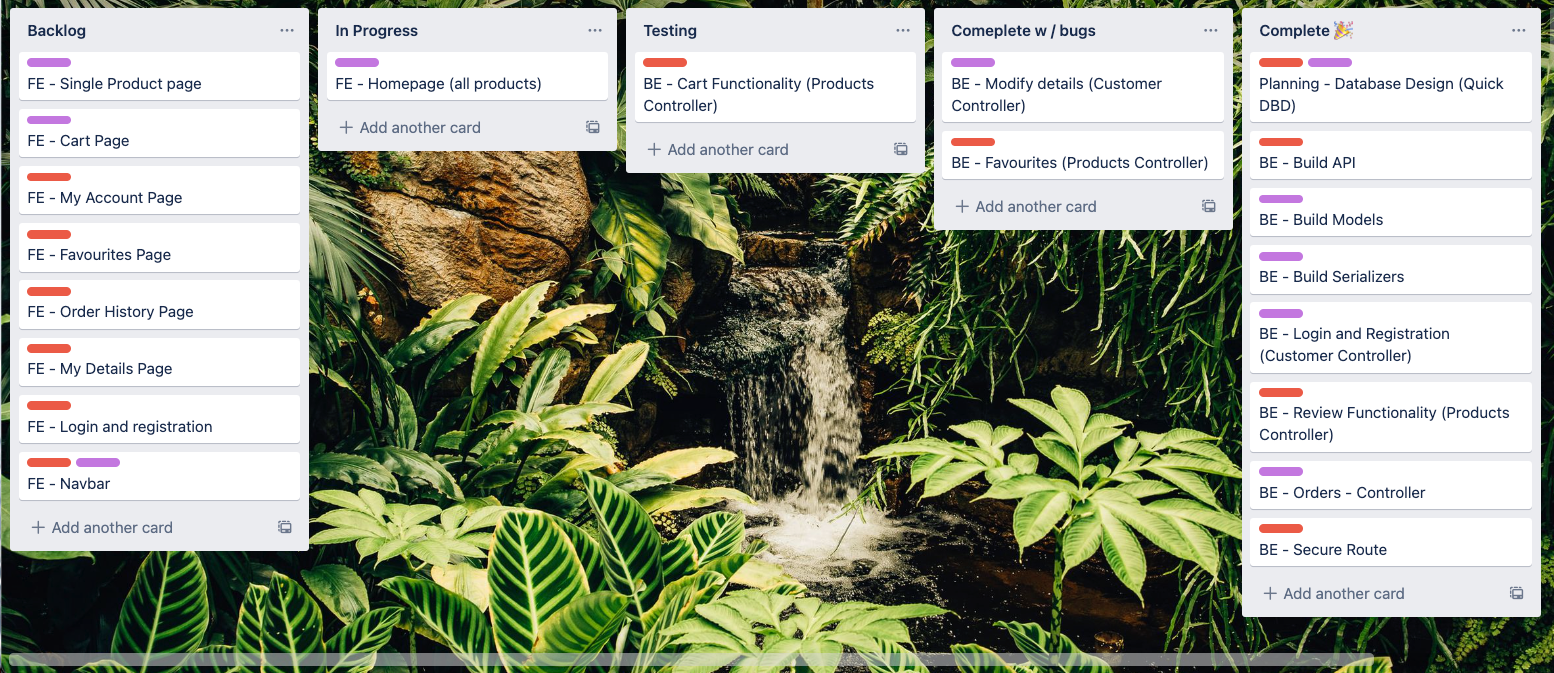 Backlog
FE - Single Product page
FE - Cart Page
FE - My Account Page
FE - Favourites Page
FE - Order History Page
FE - My Details Page
FE - Login and registration
FE - Navbar
+ Add another card
In Progress
FE - Homepage (all products)
+ Add another card
Testing
BE - Cart Functionality (Products
Controller)
+ Add another card
Comeplete w / bugs
BE - Modify details (Customer
Controller)
BE - Favourites (Products Controller)
+ Add another card
Complete 🎉
Planning - Database Design (Quick
DBD)
BE - Build API
BE - Build Models
BE - Build Serializers
BE - Login and Registration
(Customer Controller)
BE - Review Functionality (Products
Controller)
BE - Orders - Controller
BE - Secure Route
+ Add another card